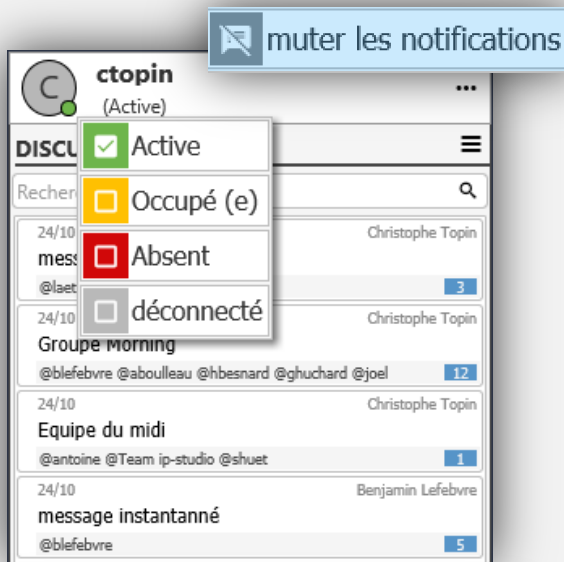 muter les notifications
C
ctopin
(Active)
DISCU
Active
Occupé (e)
Absent
déconnecté
24/10 Christophe Topin
@laet 3
24/10 Christophe Topin
Groupe Morning
@blefebvre @aboulleau @hbesnard @ghuchard @joel 12
24/10 Christophe Topin
Equipe du midi
@antoine @Team ip-studio @shuet 1
24/10 Benjamin Lefebvre
message instantanné
@blefebvre 5